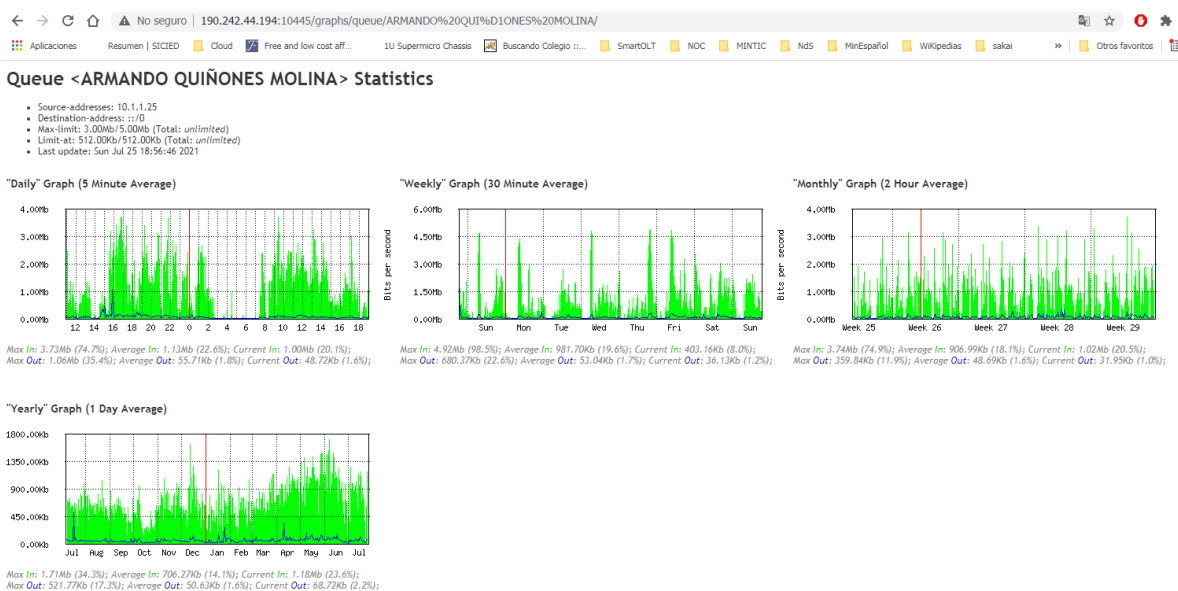 No seguro | 190.242.44.194:10445/graphs/queue/ARMANDO%20QUI%D1ONES%20MOLINA/
Aplicaciones Resumen | SICIED Cloud Free and low cost aff... 1U Supermicro Chassis Buscando Colegio ::... SmartOLT NOC MINTIC NdS MinEspañol WiKipedias sakai » Otros favoritos
Queue <ARMANDO QUIÑONES MOLINA> Statistics
• Source-addresses: 10.1.1.25
• Destination-address: ::/0
• Max-limit: 3.00Mb/5.00Mb (Total: unlimited)
• Limit-at: 512.00Kb/512.00Kb (Total: unlimited)
• Last update: Sun Jul 25 18:56:46 2021
"Daily" Graph (5 Minute Average)
4.00Mb
3.00Mb
2.00Mb
1.00Mb
0.00Mb
12 14 16 18 20 22 0 2 4 6 8 10 12 14 16 18
Bits per second
Max In: 3.73Mb (74.7%); Average In: 1.13Mb (22.6%); Current In: 1.00Mb (20.1%);
Max Out: 1.06Mb (35.4%); Average Out: 55.71Kb (1.8%); Current Out: 48.72Kb (1.6%);
"Weekly" Graph (30 Minute Average)
6.00Mb
4.50Mb
3.00Mb
1.50Mb
0.00Mb
Sun Mon Tue Wed Thu Fri Sat Sun
Bits per second
Max In: 4.92Mb (98.5%); Average In: 981.70Kb (19.6%); Current In: 403.16Kb (8.0%);
Max Out: 680.37Kb (22.6%); Average Out: 53.04Kb (1.7%); Current Out: 36.13Kb (1.2%);
"Monthly" Graph (2 Hour Average)
4.00Mb
3.00Mb
2.00Mb
1.00Mb
0.00Mb
Week 25 Week 26 Week 27 Week 28 Week 29
Max In: 3.74Mb (74.9%); Average In: 906.99Kb (18.1%); Current In: 1.02Mb (20.5%);
Max Out: 359.84Kb (11.9%); Average Out: 48.69Kb (1.6%); Current Out: 31.95Kb (1.0%);
"Yearly" Graph (1 Day Average)
1800.00Kb
1350.00Kb
900.00Kb
450.00Kb
0.00Kb
Jul Aug Sep Oct Nov Dec Jan Feb Mar Apr May Jun Jul
Max In: 1.71Mb (34.3%); Average In: 706.27Kb (14.1%); Current In: 1.18Mb (23.6%);
Max Out: 521.77Kb (17.3%); Average Out: 50.63Kb (1.6%); Current Out: 68.72Kb (2.2%);